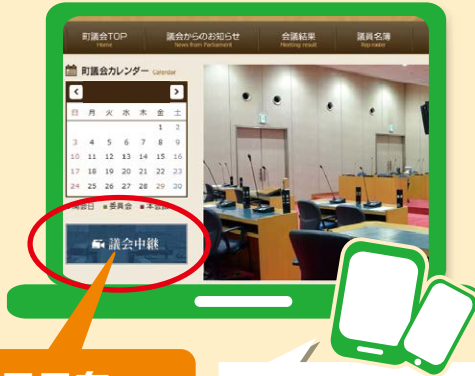 町議会TOP 議会からのお知らせ 会議結果 議員名簿
Home News from Parliament Meeting result Rep roster
町議会カレンダー Calendar
日 月 火 水 木 金 土
1 2
3 4 5 6 7 8 9
10 11 12 13 14 15 16
17 18 19 20 21 22 23
24 25 26 27 28 29 30
会日 ■委員会 ■本会
議会中継